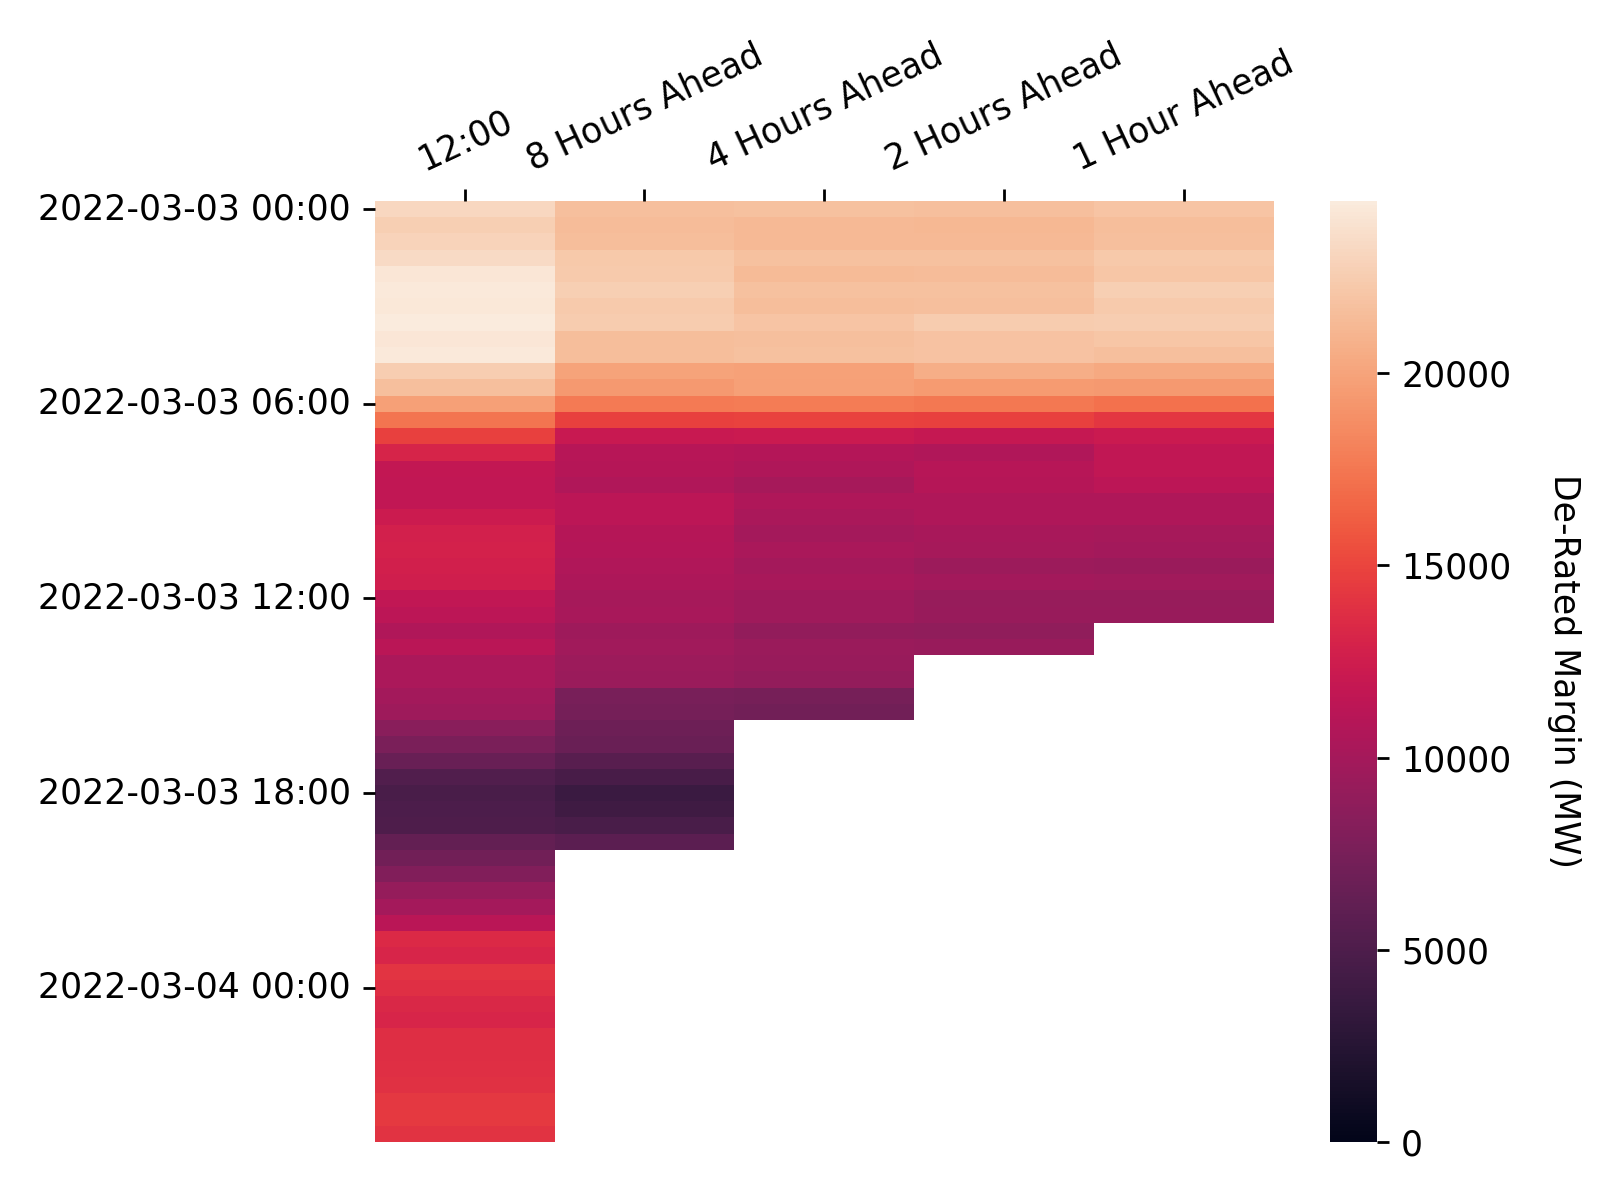 12:00
8 Hours Ahead
4 Hours Ahead
2 Hours Ahead
1 Hour Ahead
2022-03-03 00:00
2022-03-03 06:00
2022-03-03 12:00
2022-03-03 18:00
2022-03-04 00:00
20000
15000
10000
5000
0
De-Rated Margin (MW)